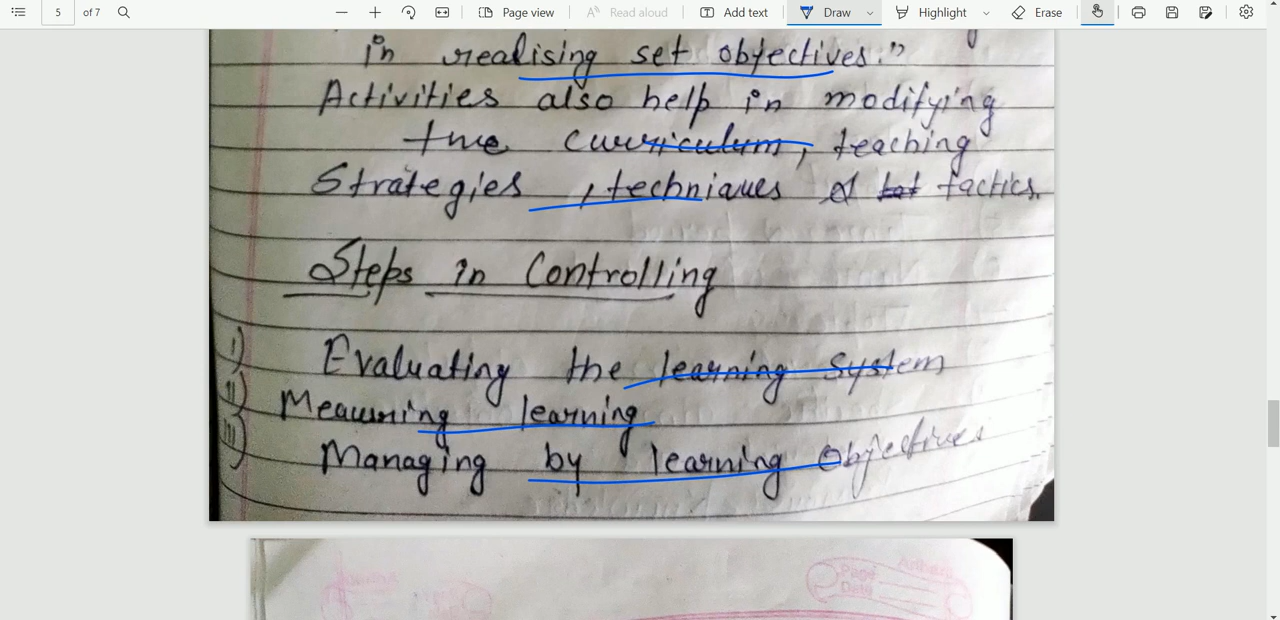 5 of 7 Page view Read aloud Add text Draw Highlight Erase
in realising set objectives."
Activities also help in modifying
the curriculum, teaching
Strategies , techniques & tactics.
Steps in Controlling
i) Evaluating the learning system
ii) Measuring learning
iii) Managing by learning Objectives
Page
Date